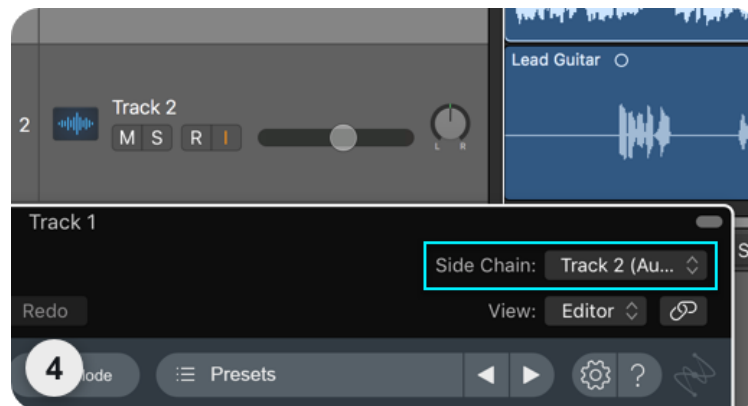 Lead Guitar
2
Track 2
M S R I
L R
Track 1
S
Side Chain: Track 2 (Au...
Redo
View: Editor
4
Presets
?